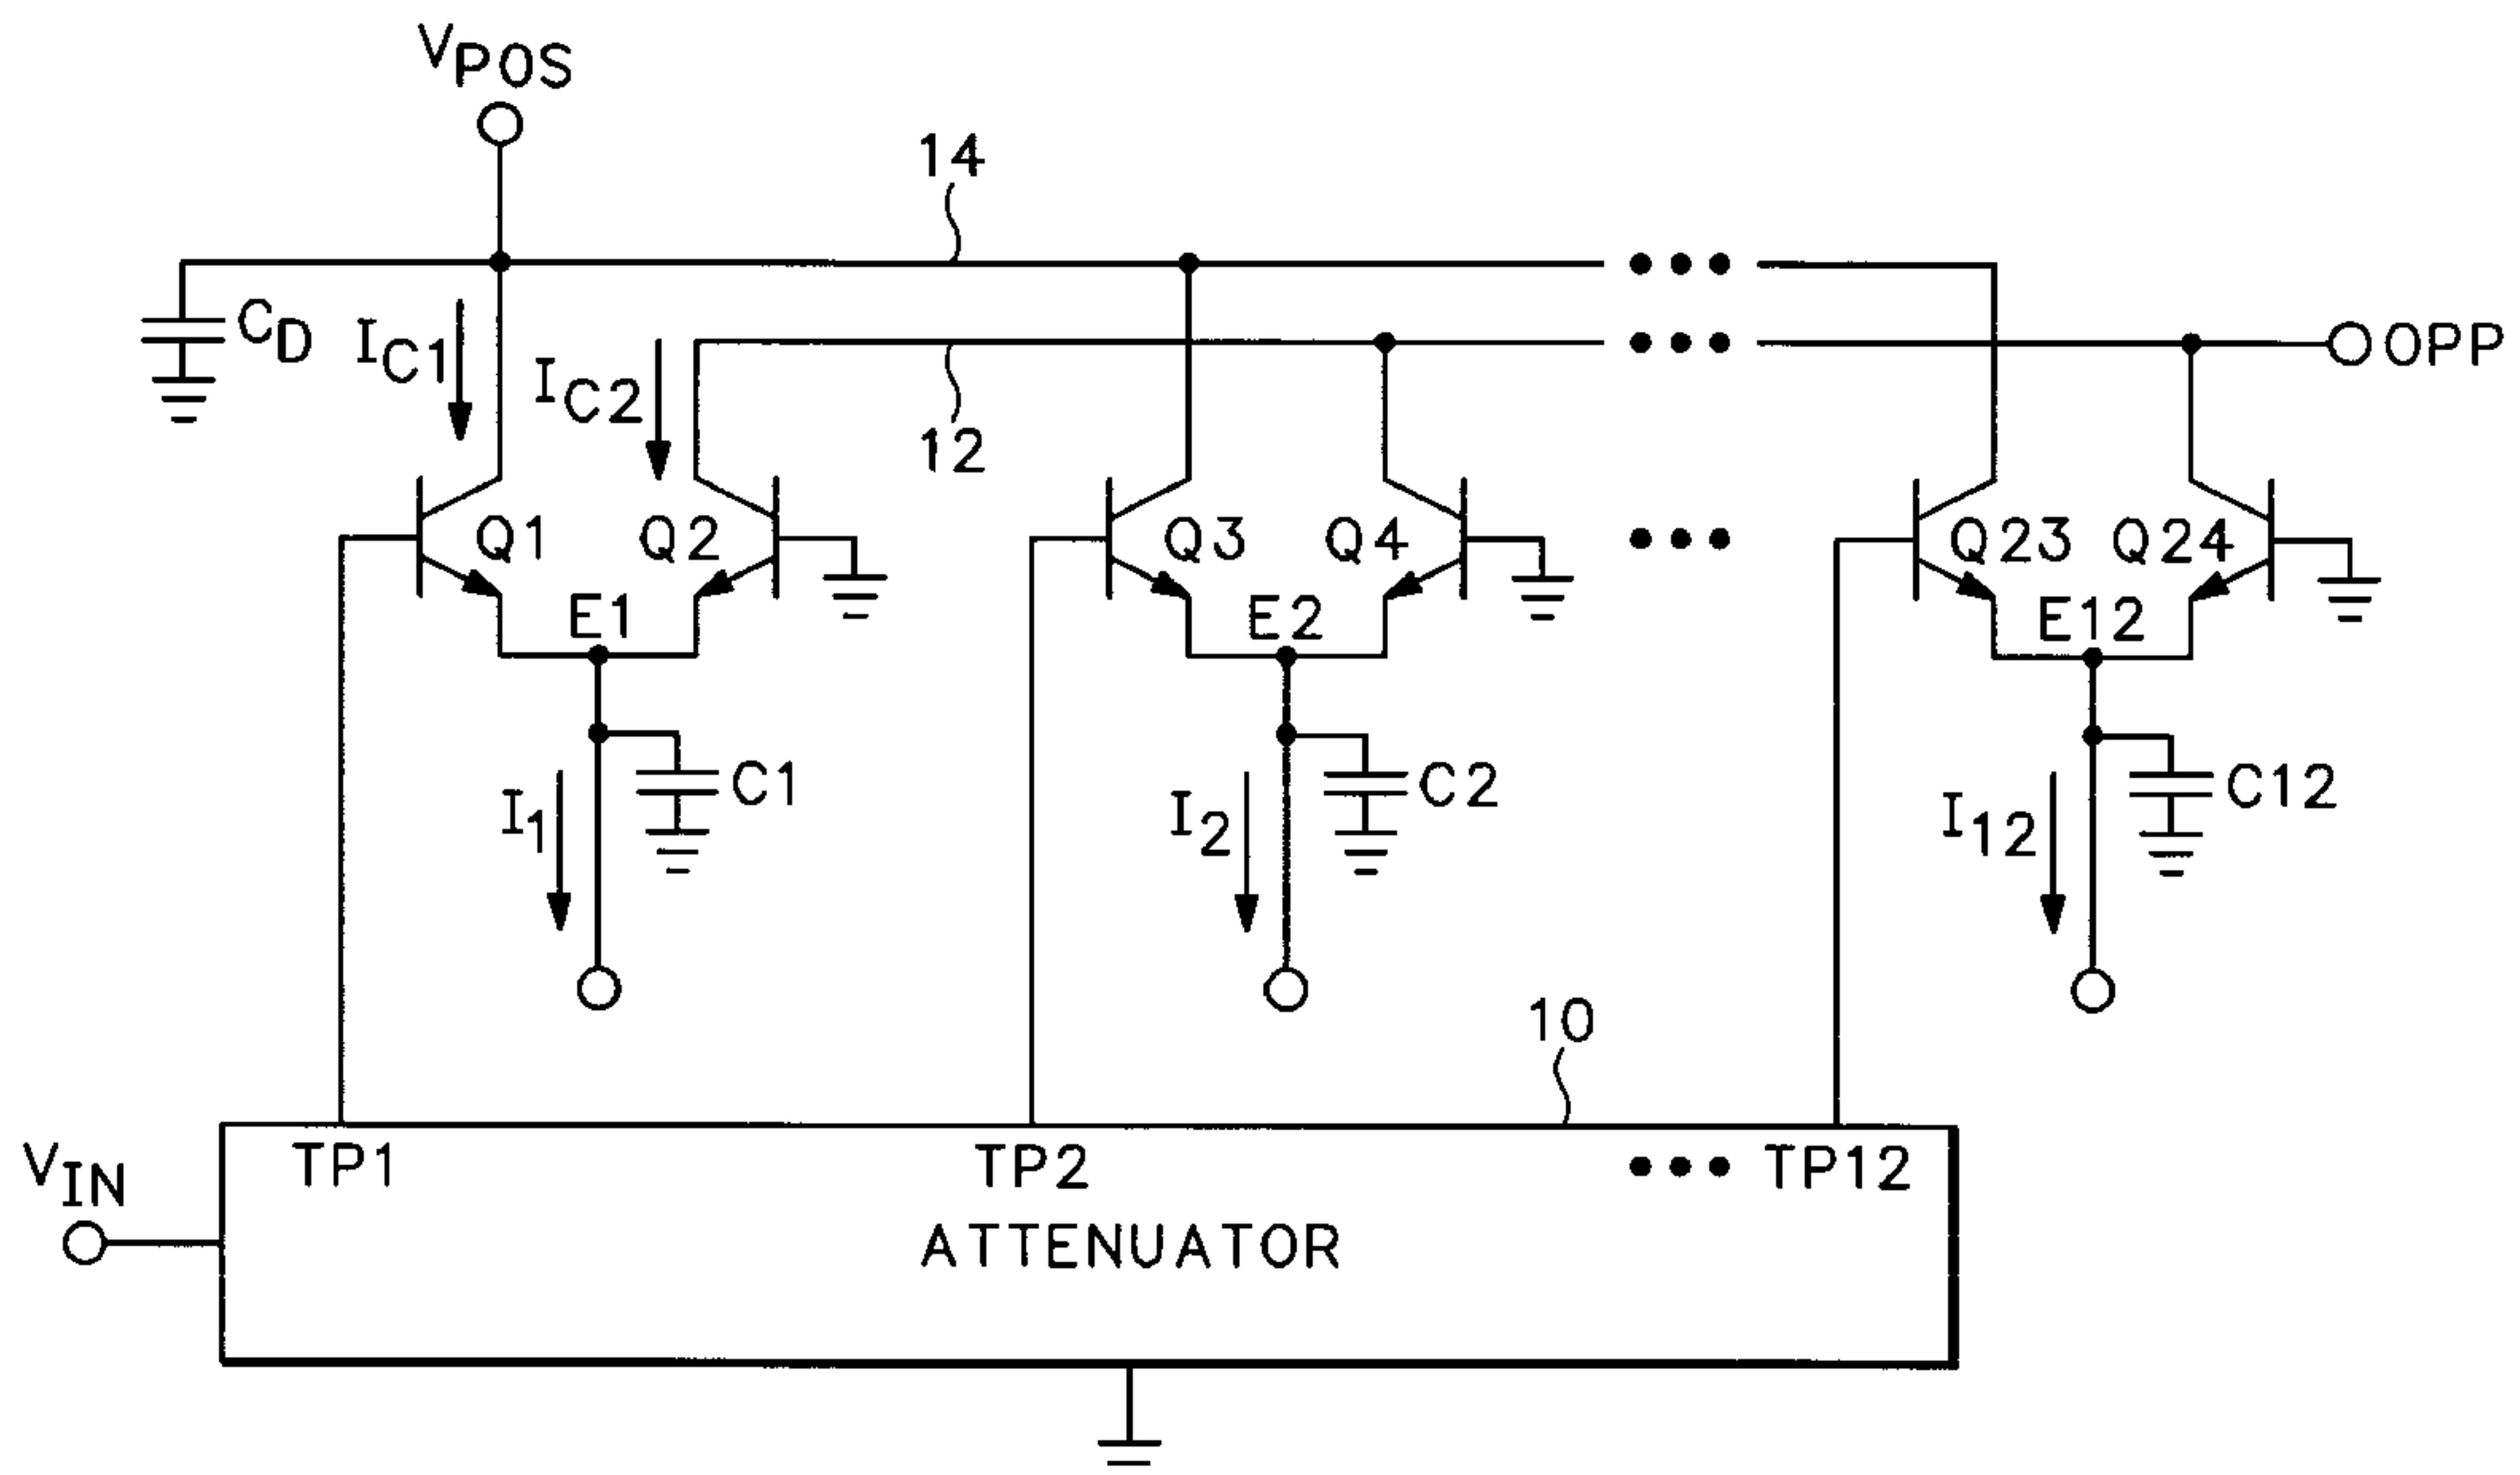 VPOS
14
CD
IC1
IC2
OPP
12
Q1
Q2
Q3
Q4
Q23
Q24
E1
E2
E12
I1
C1
I2
C2
I12
C12
10
VIN
TP1
TP2
TP12
ATTENUATOR